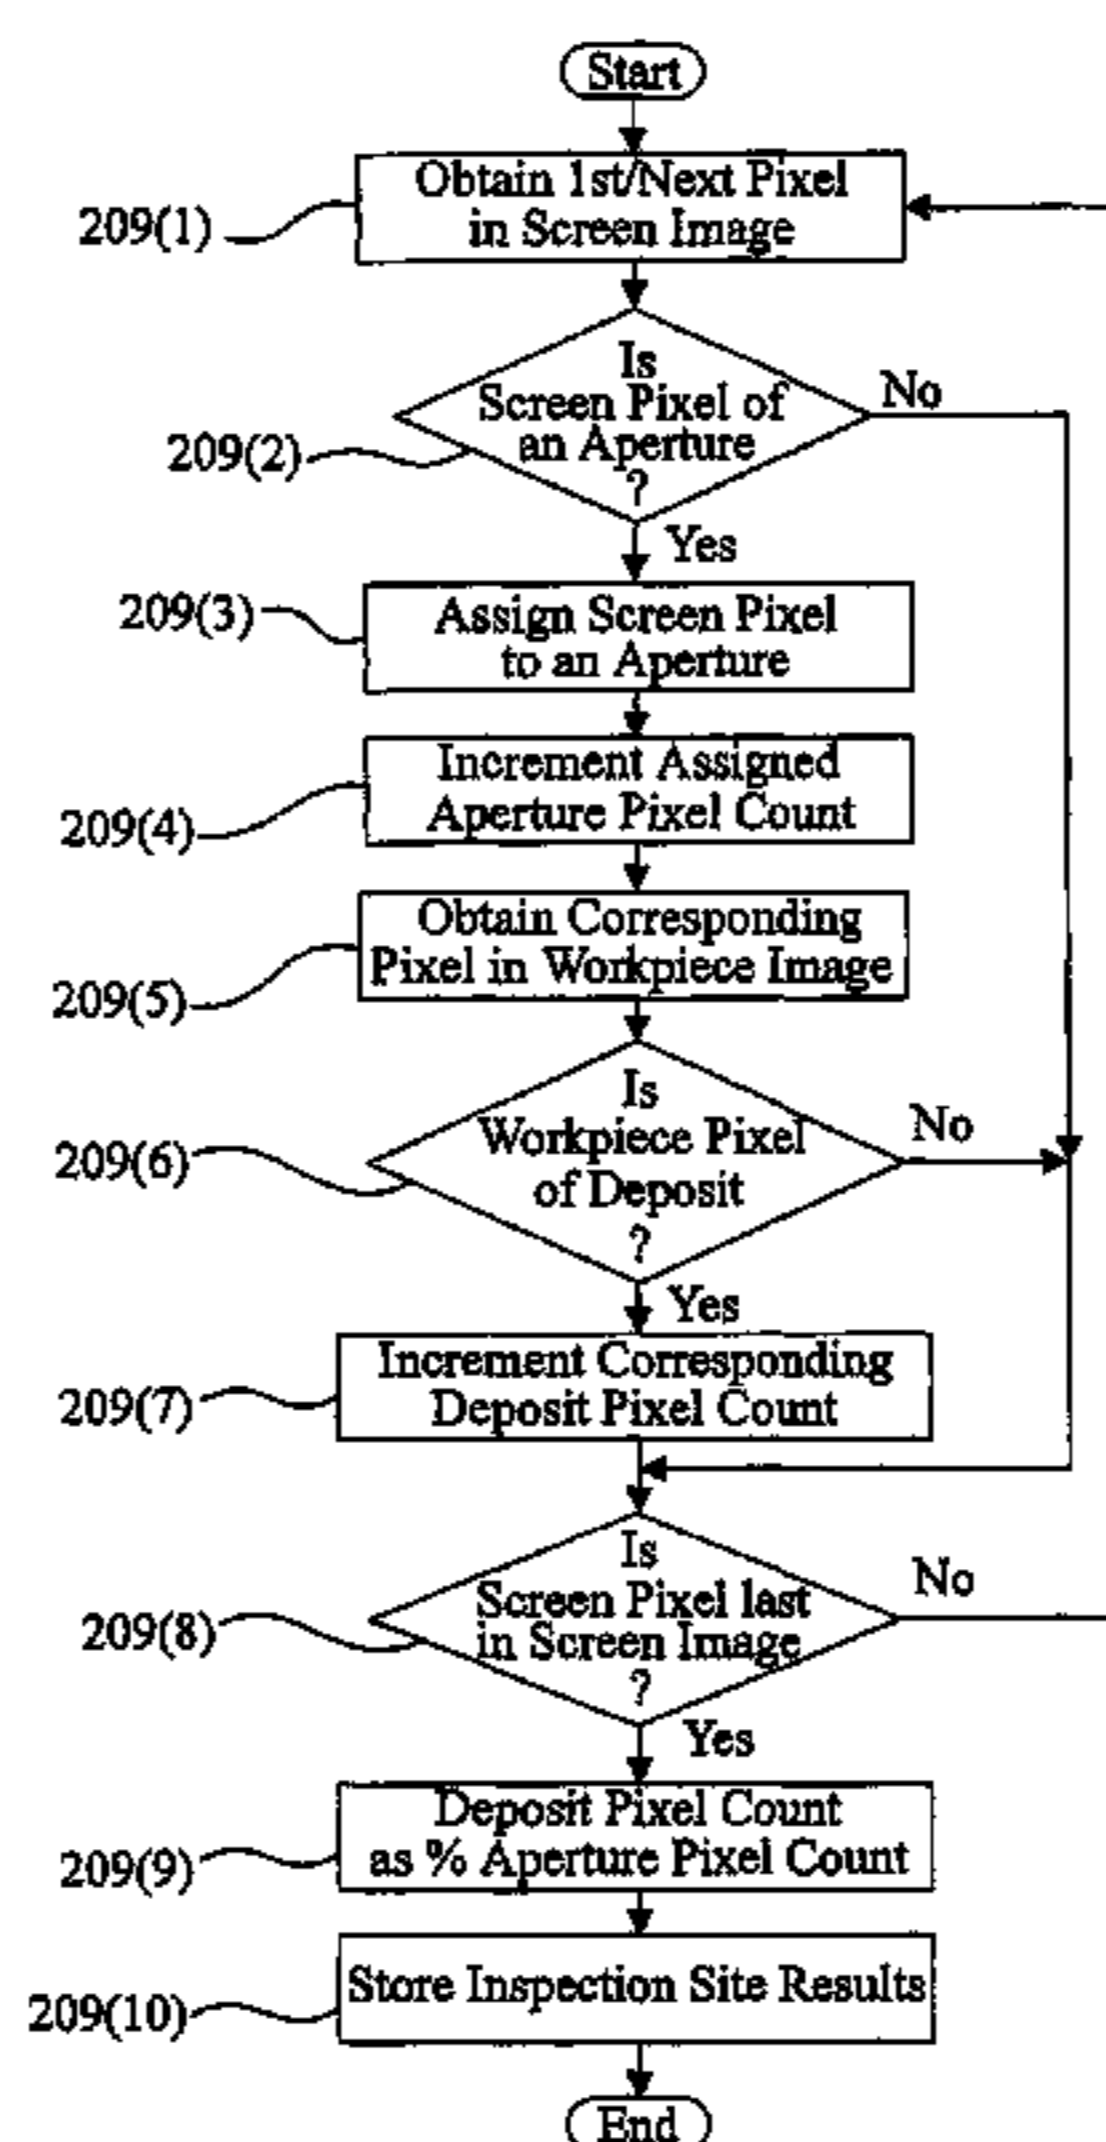 Start
Obtain 1st/Next Pixel
in Screen Image
209(1)
Is
Screen Pixel of
an Aperture
?
No
209(2)
Yes
Assign Screen Pixel
to an Aperture
209(3)
Increment Assigned
Aperture Pixel Count
209(4)
Obtain Corresponding
Pixel in Workpiece Image
209(5)
Is
Workpiece Pixel
of Deposit
?
No
209(6)
Yes
Increment Corresponding
Deposit Pixel Count
209(7)
Is
Screen Pixel last
in Screen Image
?
No
209(8)
Yes
Deposit Pixel Count
as % Aperture Pixel Count
209(9)
Store Inspection Site Results
209(10)
End